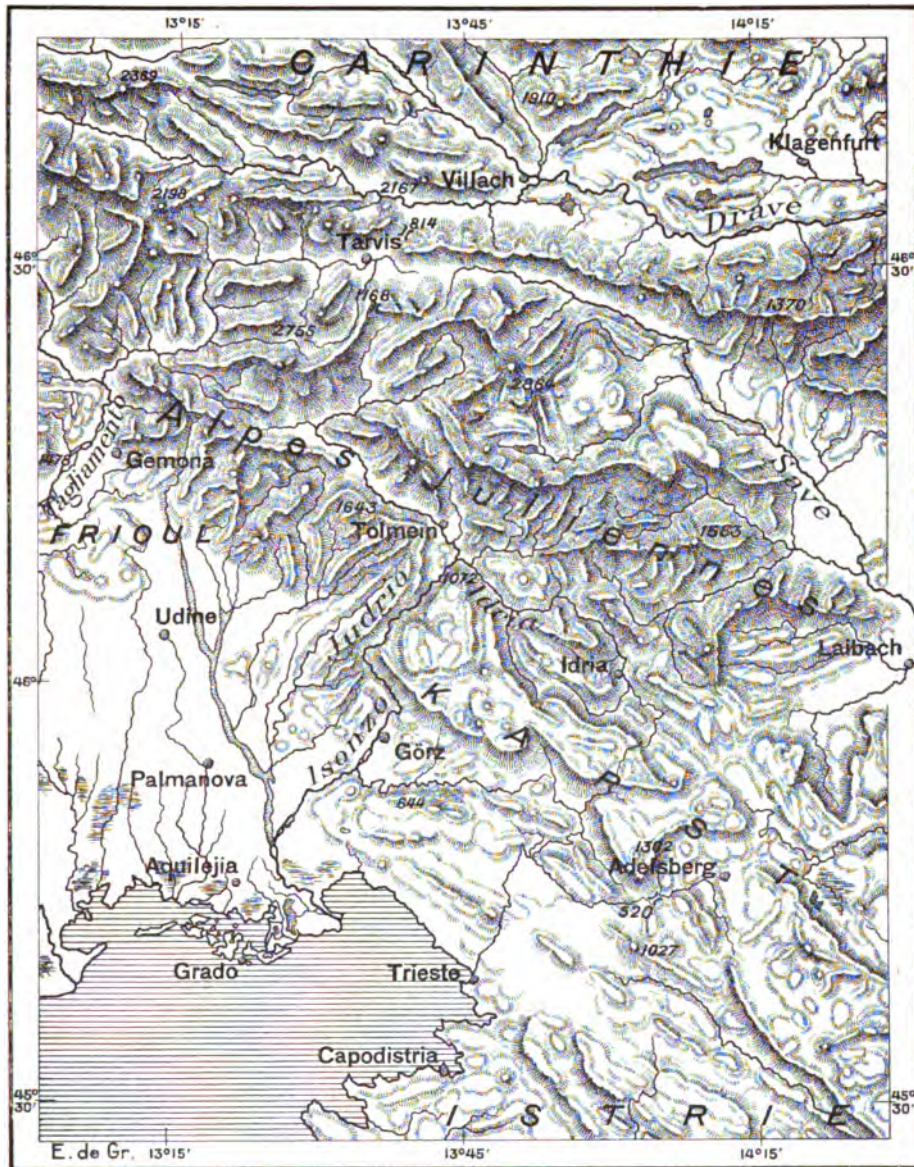 13°15' 13°45' 14°15'
CARINTHIE
2369
1910
Klagenfurt
Villach
2167
2198
Drave
814
Tarvis
46° 30'
46° 30'
1370
1168
2755
2864
Alpes Juliennes
Tagliamento
Gemona
Save
1643
Tolmein
1663
FRIOUL
1072
Idera
Judrio
Udine
Idria
Laibach
46°
46°
KARST
Isonzo
Görz
Palmanova
644
1302
Adelsberg
Aquilejia
520
1027
Grado
Trieste
Capodistria
45° 30'
45° 30'
ISTRIE
E. de Gr.
13°15' 13°45' 14°15'